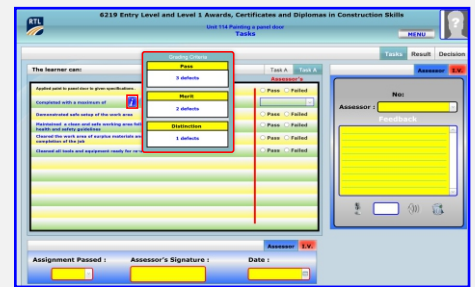 RTL
6219 Entry Level and Level 1 Awards, Certificates and Diplomas in Construction Skills
Unit 114 Painting a panel door
Tasks
MENU
Tasks Result Decision
Grading Criteria
Pass
3 defects
Merit
2 defects
Distinction
1 defects
The learner can:
Task A Task A
Assessor's
Applied paint to panel door to given specifications
Pass Failed
Completed with a maximum of
i
Demonstrated safe setup of the work area
Pass Failed
Maintained a clean and safe working area
health and safety guidelines
Pass Failed
Cleared the work area of surplus materials
completion of the job
Pass Failed
Cleaned all tools and equipment ready for
Pass Failed
Assessor I.V.
No:
Assessor :
Feedback
Assessor I.V.
Assignment Passed :
Assessor's Signature :
Date :